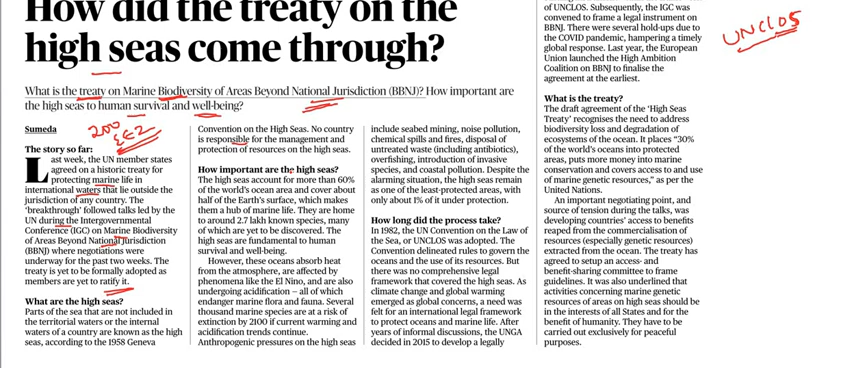 How did the treaty on the
high seas come through?
What is the treaty on Marine Biodiversity of Areas Beyond National Jurisdiction (BBNJ)? How important are
the high seas to human survival and well-being?
Sumeda
200
EEZ
The story so far:
Last week, the UN member states
agreed on a historic treaty for
protecting marine life in
international waters that lie outside the
jurisdiction of any country. The
‘breakthrough’ followed talks led by the
UN during the Intergovernmental
Conference (IGC) on Marine Biodiversity
of Areas Beyond National Jurisdiction
(BBNJ) where negotiations were
underway for the past two weeks. The
treaty is yet to be formally adopted as
members are yet to ratify it.
What are the high seas?
Parts of the sea that are not included in
the territorial waters or the internal
waters of a country are known as the high
seas, according to the 1958 Geneva
Convention on the High Seas. No country
is responsible for the management and
protection of resources on the high seas.
How important are the high seas?
The high seas account for more than 60%
of the world’s ocean area and cover about
half of the Earth’s surface, which makes
them a hub of marine life. They are home
to around 2.7 lakh known species, many
of which are yet to be discovered. The
high seas are fundamental to human
survival and well-being.
However, these oceans absorb heat
from the atmosphere, are affected by
phenomena like the El Nino, and are also
undergoing acidification – all of which
endanger marine flora and fauna. Several
thousand marine species are at a risk of
extinction by 2100 if current warming and
acidification trends continue.
Anthropogenic pressures on the high seas
include seabed mining, noise pollution,
chemical spills and fires, disposal of
untreated waste (including antibiotics),
overfishing, introduction of invasive
species, and coastal pollution. Despite the
alarming situation, the high seas remain
as one of the least-protected areas, with
only about 1% of it under protection.
How long did the process take?
In 1982, the UN Convention on the Law of
the Sea, or UNCLOS was adopted. The
Convention delineated rules to govern the
oceans and the use of its resources. But
there was no comprehensive legal
framework that covered the high seas. As
climate change and global warming
emerged as global concerns, a need was
felt for an international legal framework
to protect oceans and marine life. After
years of informal discussions, the UNGA
decided in 2015 to develop a legally
of UNCLOS. Subsequently, the IGC was
convened to frame a legal instrument on
BBNJ. There were several hold-ups due to
the COVID pandemic, hampering a timely
global response. Last year, the European
Union launched the High Ambition
Coalition on BBNJ to finalise the
agreement at the earliest.
What is the treaty?
The draft agreement of the ‘High Seas
Treaty’ recognises the need to address
biodiversity loss and degradation of
ecosystems of the ocean. It places “30%
of the world’s oceans into protected
areas, puts more money into marine
conservation and covers access to and use
of marine genetic resources,” as per the
United Nations.
An important negotiating point, and
source of tension during the talks, was
developing countries’ access to benefits
reaped from the commercialisation of
resources (especially genetic resources)
extracted from the ocean. The treaty has
agreed to setup an access- and
benefit-sharing committee to frame
guidelines. It was also underlined that
activities concerning marine genetic
resources of areas on high seas should be
in the interests of all States and for the
benefit of humanity. They have to be
carried out exclusively for peaceful
purposes.
UNCLOS